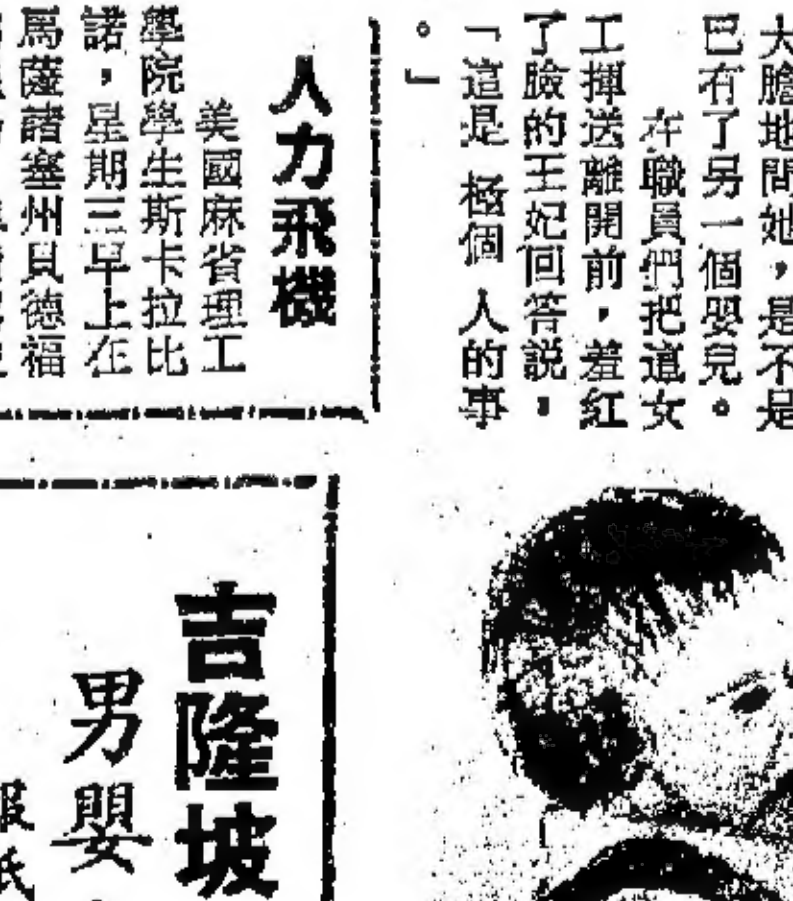 大膽地問她，是不是
已有了另一個嬰兒。
在職員們把這女
工揮送離開前，羞紅
了臉的王妃回答説，
「這是極個人的事
。」
人力飛機
美國麻省理工
學院學生斯卡拉比
諾，星期三早上在
馬薩諸塞州貝德福
吉隆坡
男嬰
報紙